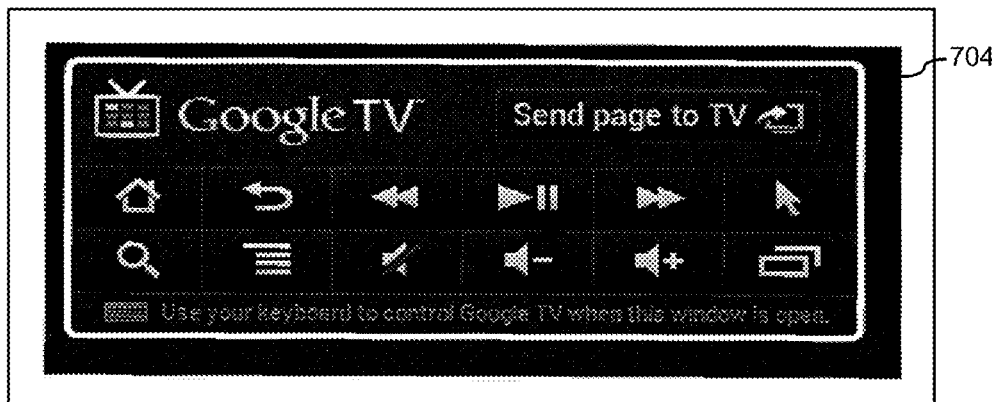 704
Google TV
Send page to TV
Use your keyboard to control Google TV when this window is open.